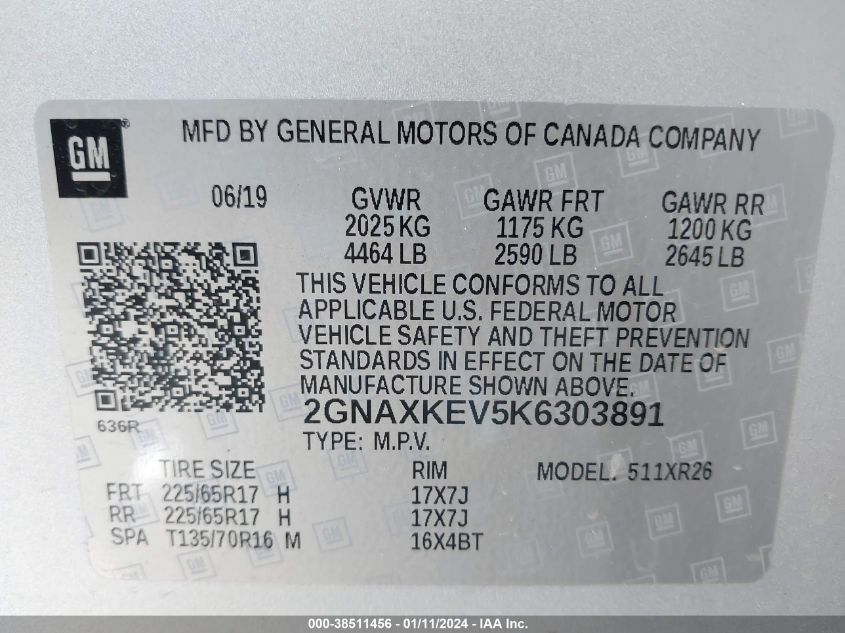 GM®
MFD BY GENERAL MOTORS OF CANADA COMPANY
06/19 GVWR GAWR FRT GAWR RR
2025 KG 1175 KG 1200 KG
4464 LB 2590 LB 2645 LB
THIS VEHICLE CONFORMS TO ALL
APPLICABLE U.S. FEDERAL MOTOR
VEHICLE SAFETY AND THEFT PREVENTION
STANDARDS IN EFFECT ON THE DATE OF
MANUFACTURE SHOWN ABOVE.
2GNAXKEV5K6303891
636R
TYPE: M.P.V.
TIRE SIZE RIM MODEL: 511XR26
FRT 225/65R17 H 17X7J
RR 225/65R17 H 17X7J
SPA T135/70R16 M 16X4BT
000-38511456 - 01/11/2024 - IAA Inc.